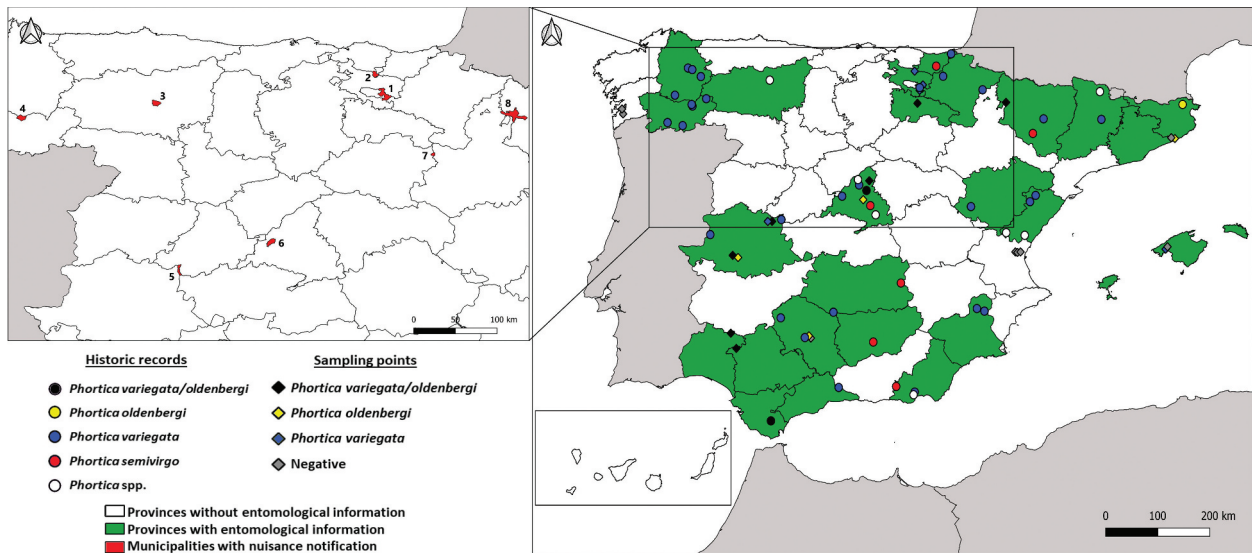 1
2
3
4
5
6
7
8
0 50 100 km
Historic records
Phortica variegata/oldenbergi
Phortica oldenbergi
Phortica variegata
Phortica semivirgo
Phortica spp.
Sampling points
Phortica variegata/oldenbergi
Phortica oldenbergi
Phortica variegata
Negative
Provinces without entomological information
Provinces with entomological information
Municipalities with nuisance notification
0 100 200 km